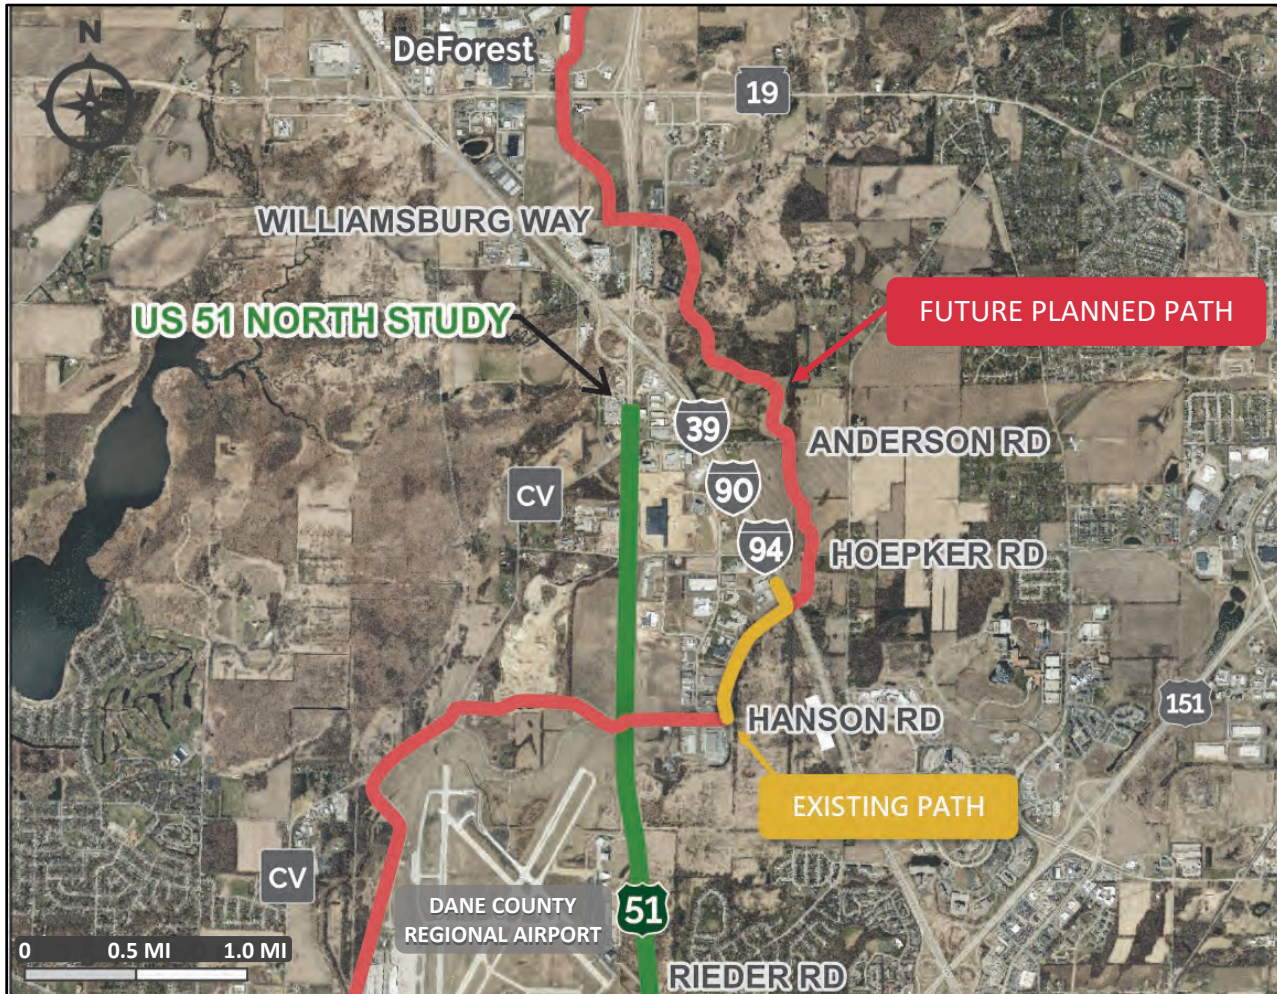 N
DeForest
19
WILLIAMSBURG WAY
US 51 NORTH STUDY
FUTURE PLANNED PATH
39
ANDERSON RD
CV
90
94
HOEPKER RD
151
HANSON RD
EXISTING PATH
CV
DANE COUNTY
REGIONAL AIRPORT
51
0 0.5 MI 1.0 MI
RIEDER RD